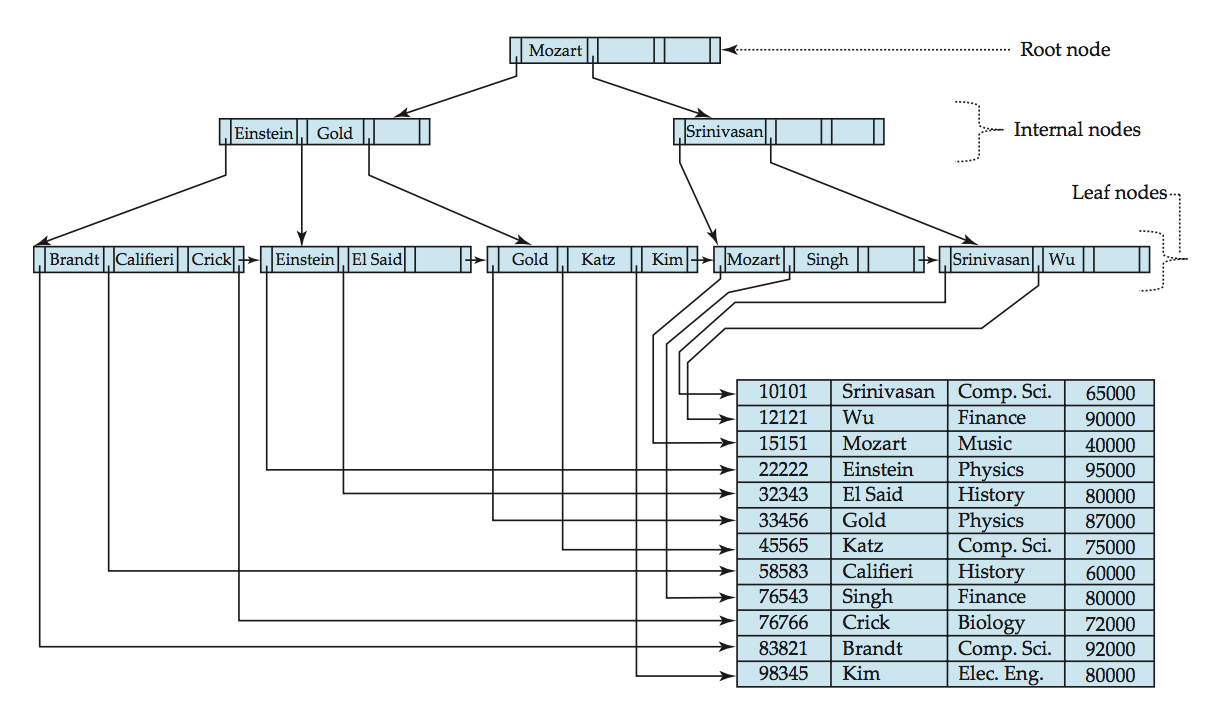 Mozart
Root node
Einstein Gold
Srinivasan
Internal nodes
Leaf nodes
Brandt Califieri Crick Einstein El Said Gold Katz Kim Mozart Singh Srinivasan Wu
10101 Srinivasan Comp. Sci. 65000
12121 Wu Finance 90000
15151 Mozart Music 40000
22222 Einstein Physics 95000
32343 El Said History 80000
33456 Gold Physics 87000
45565 Katz Comp. Sci. 75000
58583 Califieri History 60000
76543 Singh Finance 80000
76766 Crick Biology 72000
83821 Brandt Comp. Sci. 92000
98345 Kim Elec. Eng. 80000